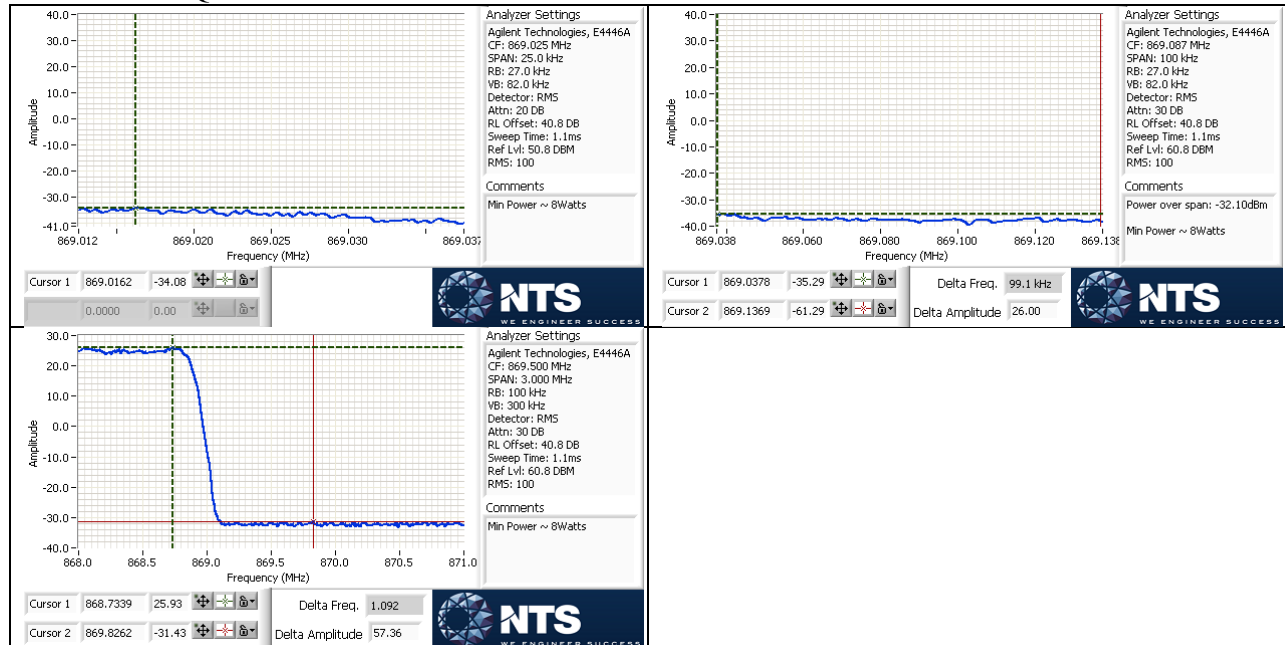 40.0
30.0
20.0
10.0
0.0
-10.0
-20.0
-30.0
-41.0
Amplitude
869.012 869.020 869.025 869.030 869.037
Frequency (MHz)
Analyzer Settings
Agilent Technologies, E4446A
CF: 869.025 MHz
SPAN: 25.0 kHz
RB: 27.0 kHz
VB: 82.0 kHz
Detector: RMS
Attn: 20 DB
RL Offset: 40.8 DB
Sweep Time: 1.1ms
Ref Lvl: 50.8 DBM
RMS: 100
Comments
Min Power ~ 8Watts
Cursor 1 869.0162 -34.08
0.0000 0.00
NTS
WE ENGINEER SUCCESS
40.0
30.0
20.0
10.0
0.0
-10.0
-20.0
-30.0
-40.0
Amplitude
869.038 869.060 869.080 869.100 869.120 869.138
Frequency (MHz)
Analyzer Settings
Agilent Technologies, E4446A
CF: 869.087 MHz
SPAN: 100 kHz
RB: 27.0 kHz
VB: 82.0 kHz
Detector: RMS
Attn: 30 DB
RL Offset: 40.8 DB
Sweep Time: 1.1ms
Ref Lvl: 60.8 DBM
RMS: 100
Comments
Power over span: -32.10dBm
Min Power ~ 8Watts
Cursor 1 869.0378 -35.29
Cursor 2 869.1369 -61.29
Delta Freq. 99.1 kHz
Delta Amplitude 26.00
NTS
WE ENGINEER SUCCESS
30.0
20.0
10.0
0.0
-10.0
-20.0
-30.0
-40.0
Amplitude
868.0 868.5 869.0 869.5 870.0 870.5 871.0
Frequency (MHz)
Analyzer Settings
Agilent Technologies, E4446A
CF: 869.500 MHz
SPAN: 3.000 MHz
RB: 100 kHz
VB: 300 kHz
Detector: RMS
Attn: 30 DB
RL Offset: 40.8 DB
Sweep Time: 1.1ms
Ref Lvl: 60.8 DBM
RMS: 100
Comments
Min Power ~ 8Watts
Cursor 1 868.7339 25.93
Cursor 2 869.8262 -31.43
Delta Freq. 1.092
Delta Amplitude 57.36
NTS
WE ENGINEER SUCCESS